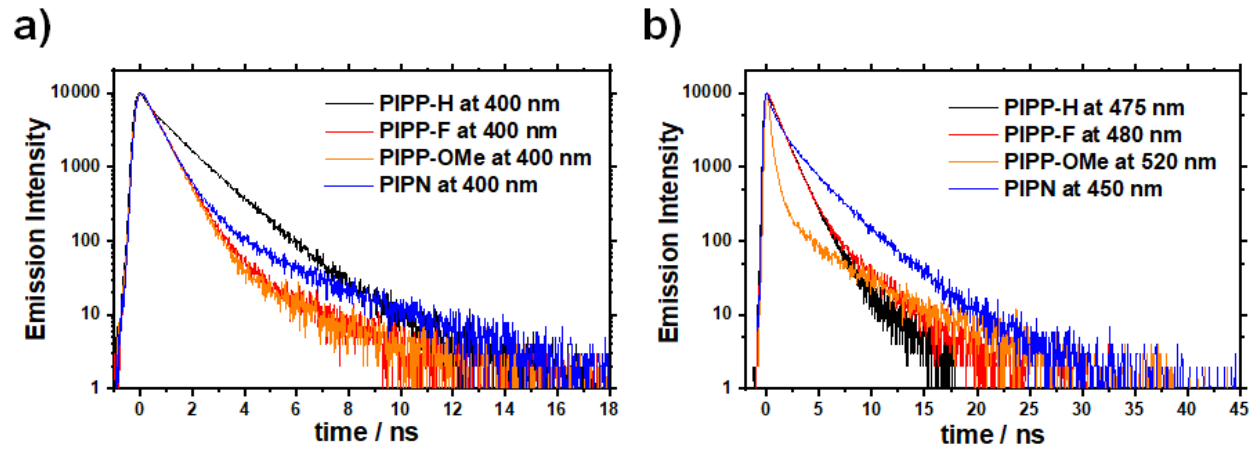 a)
Emission Intensity
10000
1000
100
10
1
PIPP-H at 400 nm
PIPP-F at 400 nm
PIPP-OMe at 400 nm
PIPN at 400 nm
0 2 4 6 8 10 12 14 16 18
time / ns
b)
Emission Intensity
10000
1000
100
10
1
PIPP-H at 475 nm
PIPP-F at 480 nm
PIPP-OMe at 520 nm
PIPN at 450 nm
0 5 10 15 20 25 30 35 40 45
time / ns